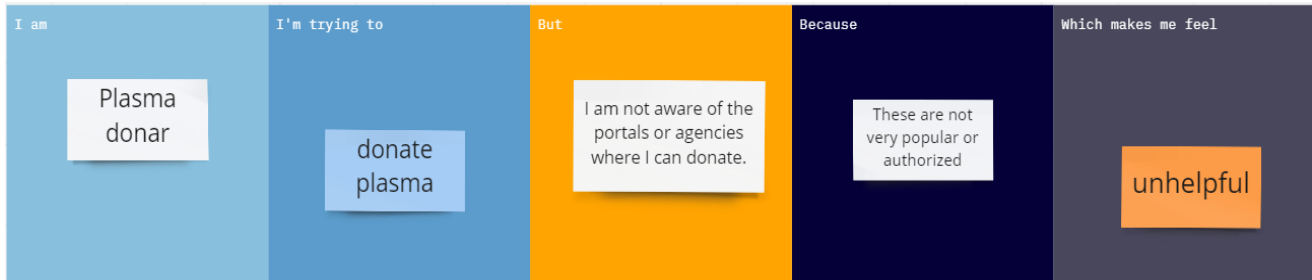 I am
Plasma
donar
I'm trying to
donate
plasma
But
I am not aware of the
portals or agencies
where I can donate.
Because
These are not
very popular or
authorized
Which makes me feel
unhelpful